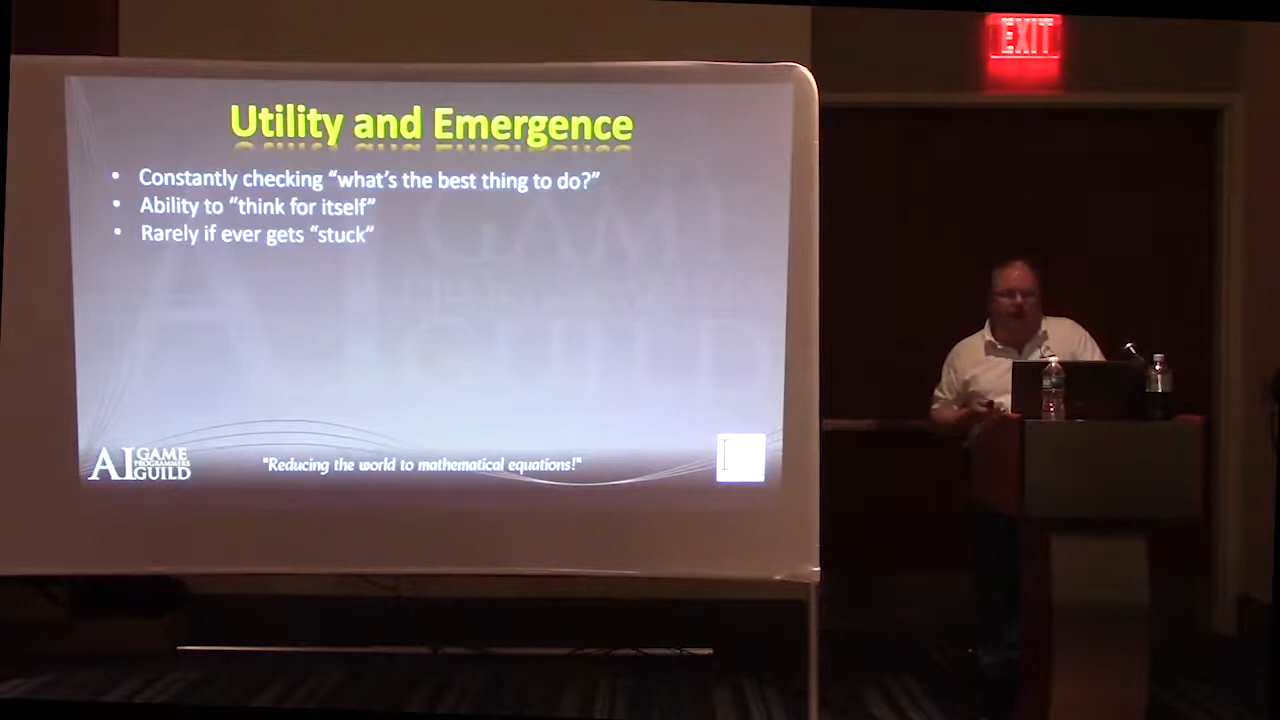 EXIT
Utility and Emergence
• Constantly checking “what’s the best thing to do?”
• Ability to “think for itself”
• Rarely if ever gets “stuck”
AI GAME PROGRAMMERS GUILD
"Reducing the world to mathematical equations!"